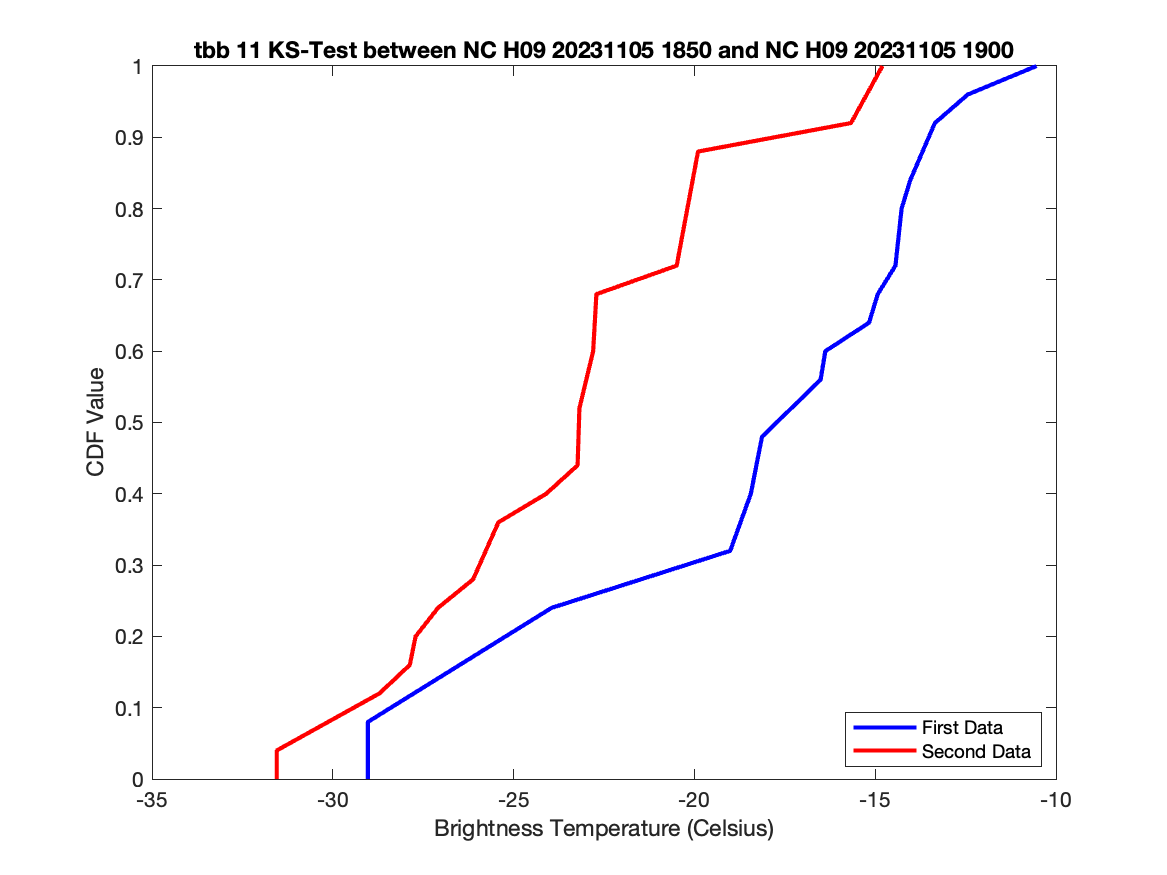 tbb 11 KS-Test between NC H09 20231105 1850 and NC H09 20231105 1900
1
0.9
0.8
0.7
0.6
0.5
0.4
0.3
0.2
0.1
0
CDF Value
First Data
Second Data
-35 -30 -25 -20 -15 -10
Brightness Temperature (Celsius)